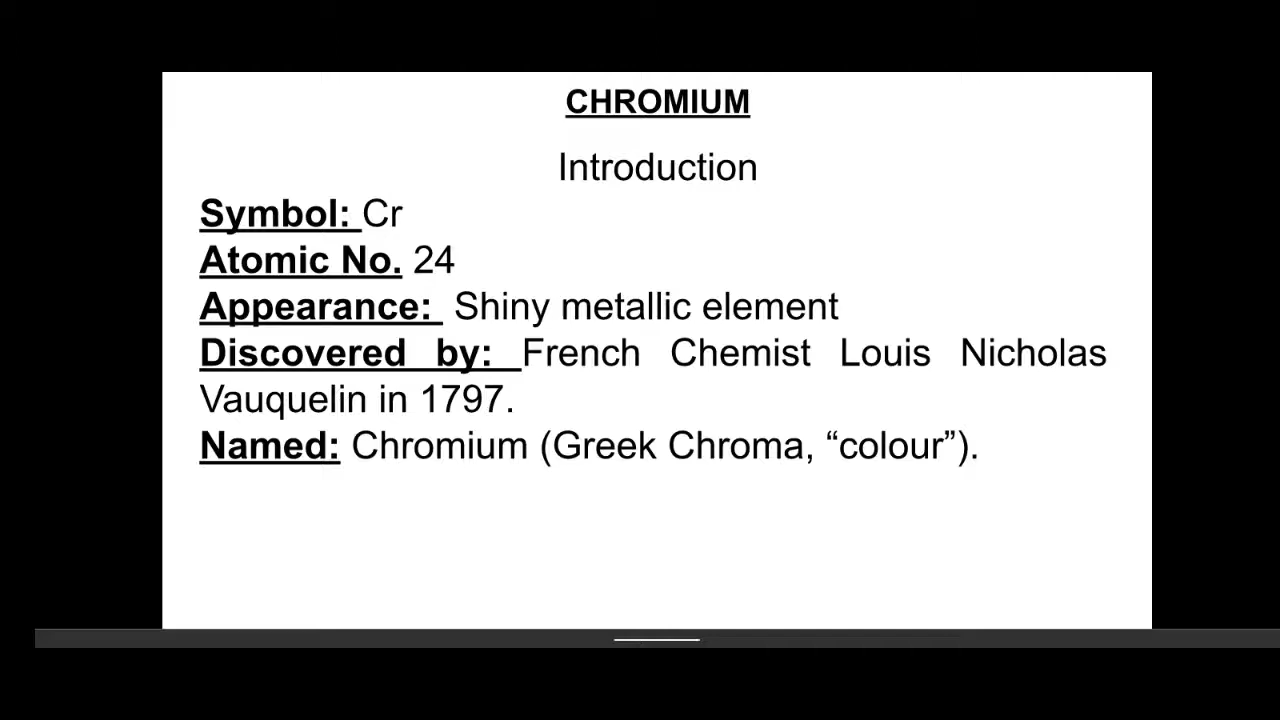 CHROMIUM
Introduction
Symbol: Cr
Atomic No. 24
Appearance: Shiny metallic element
Discovered by: French Chemist Louis Nicholas
Vauquelin in 1797.
Named: Chromium (Greek Chroma, “colour”).